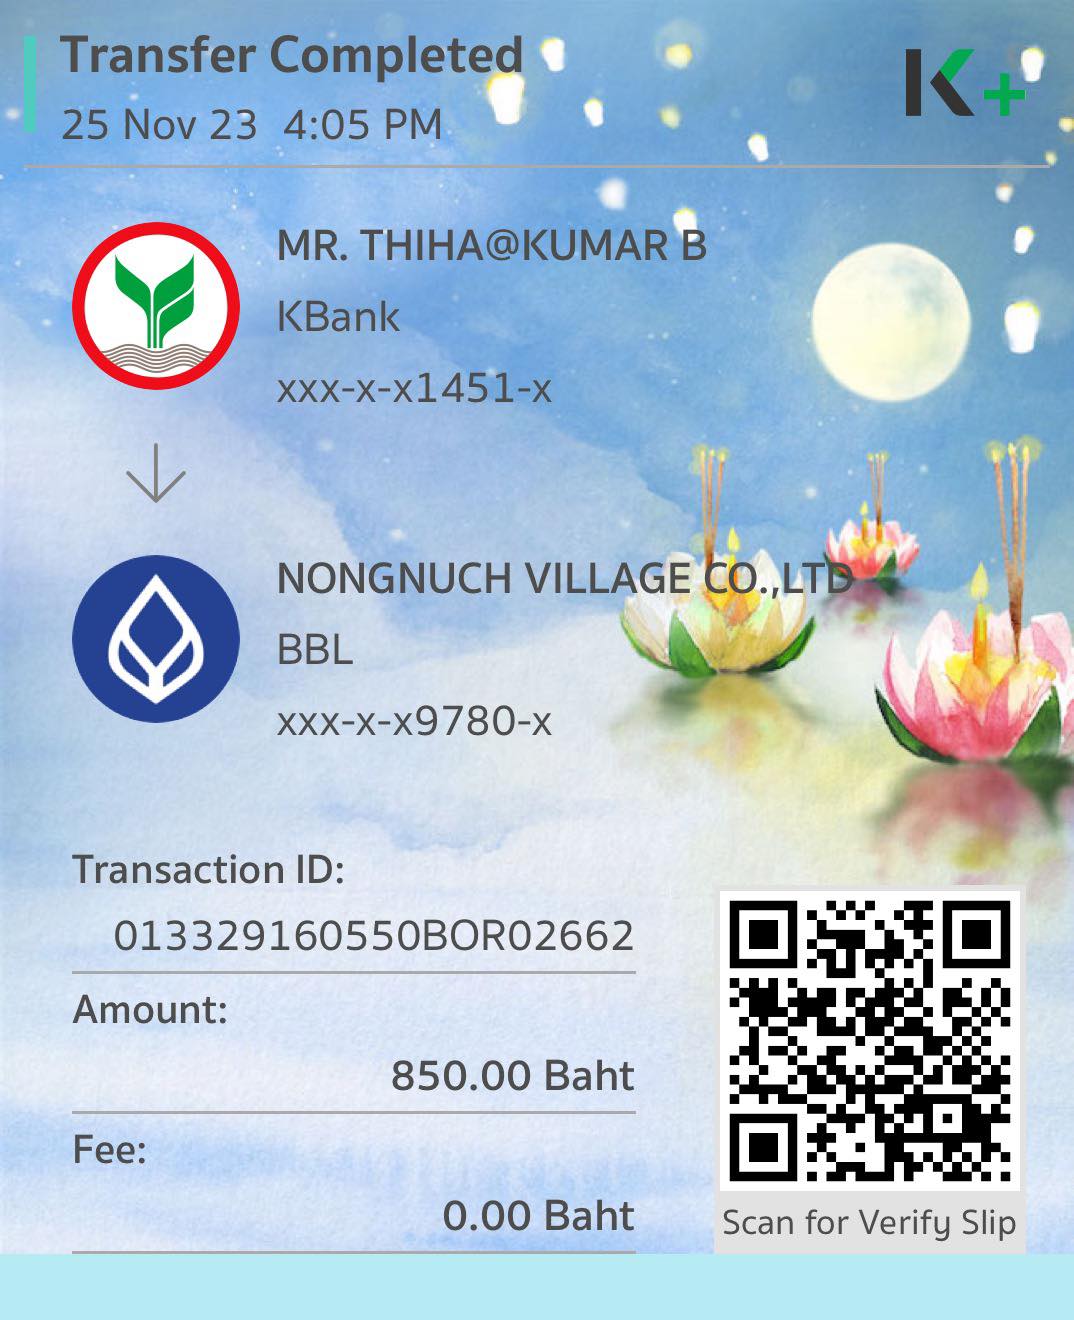 Transfer Completed
25 Nov 23 4:05 PM
K+
MR. THIHA@KUMAR B
KBank
xxx-x-x1451-x
NONGNUCH VILLAGE CO.,LTD
BBL
xxx-x-x9780-x
Transaction ID:
013329160550BOR02662
Amount:
850.00 Baht
Fee:
0.00 Baht
Scan for Verify Slip